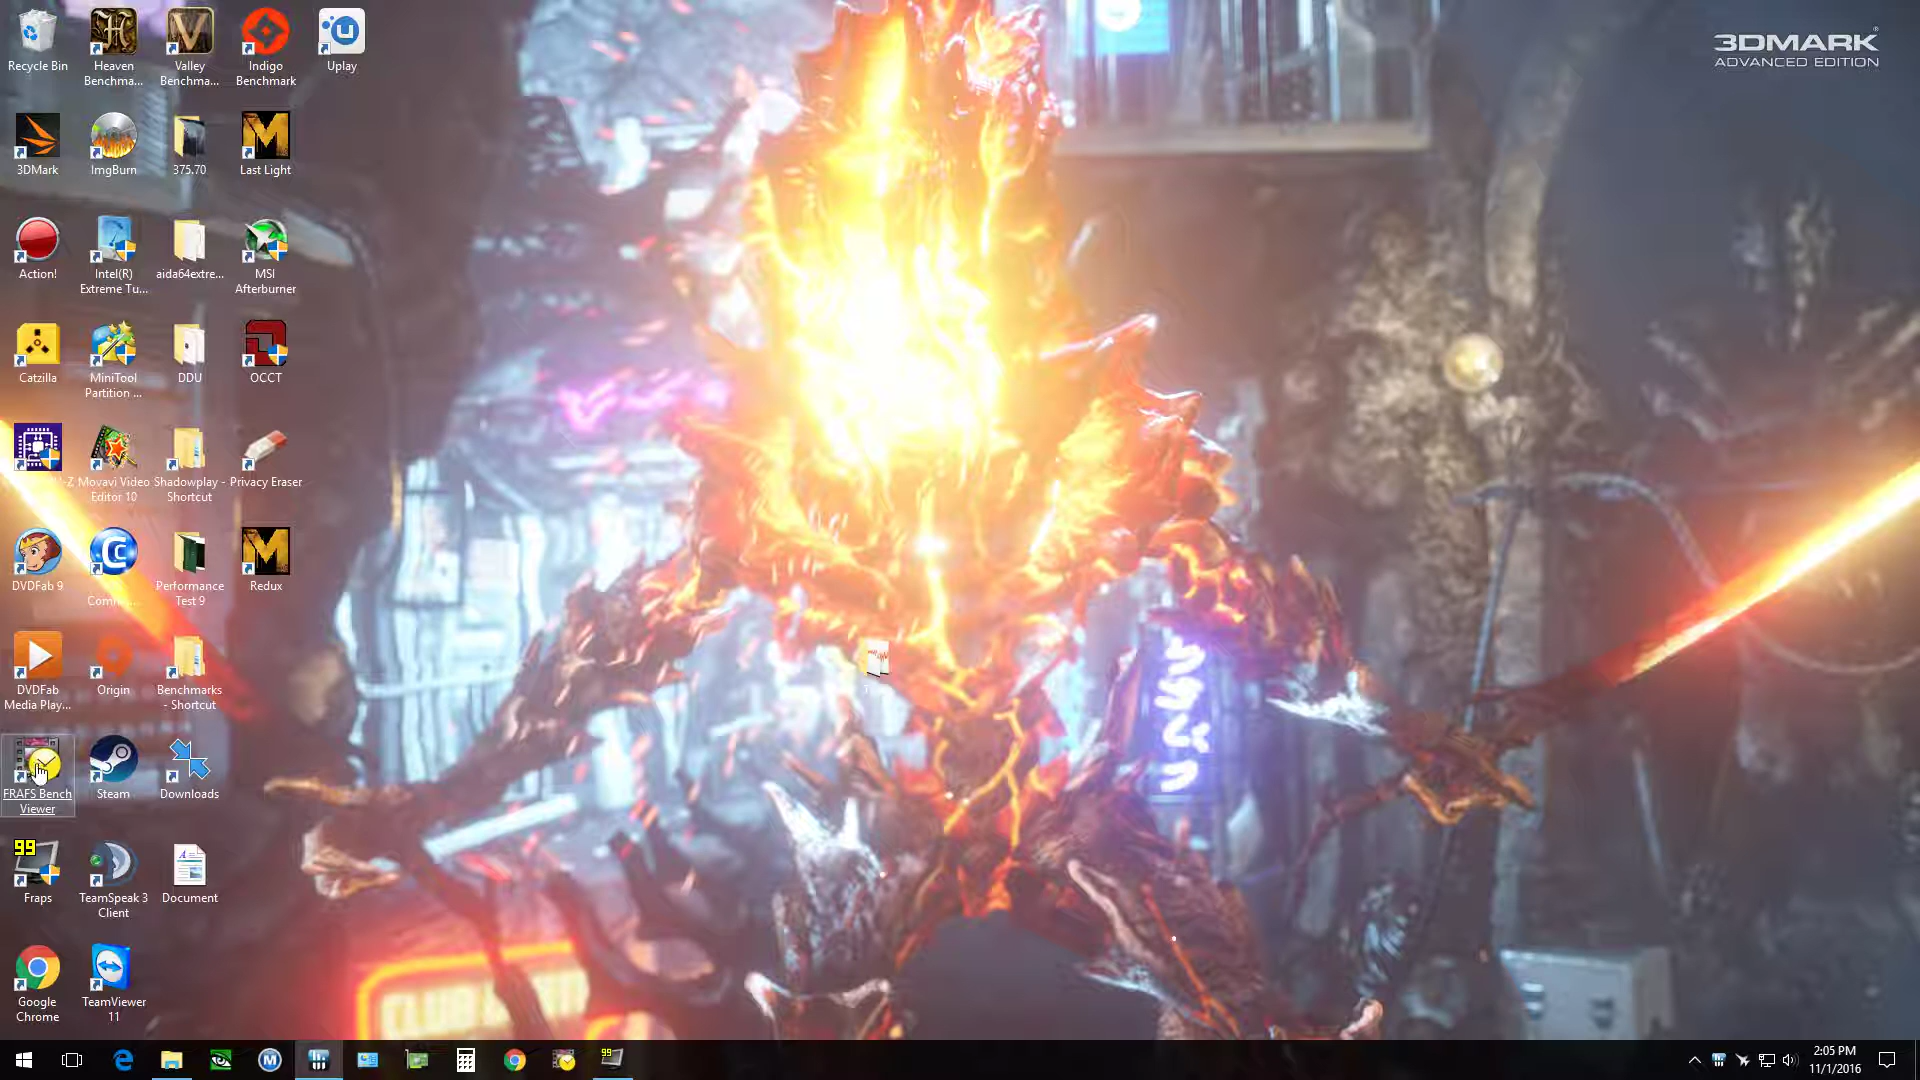 3DMARK
ADVANCED EDITION
Recycle Bin
Heaven
Benchma...
Valley
Benchma...
Indigo
Benchmark
Uplay
3DMark
ImgBurn
375.70
Last Light
Action!
Intel(R)
Extreme Tu...
aida64extre...
MSI
Afterburner
Catzilla
MiniTool
Partition ...
DDU
OCCT
Movavi Video
Editor 10
Shadowplay -
Shortcut
Privacy Eraser
DVDFab 9
Performance
Test 9
Redux
DVDFab
Media Play...
Origin
Benchmarks
- Shortcut
FRAFS Bench
Viewer
Steam
Downloads
99
Fraps
TeamSpeak 3
Client
Document
Google
Chrome
TeamViewer
11
99
2:05 PM
11/1/2016